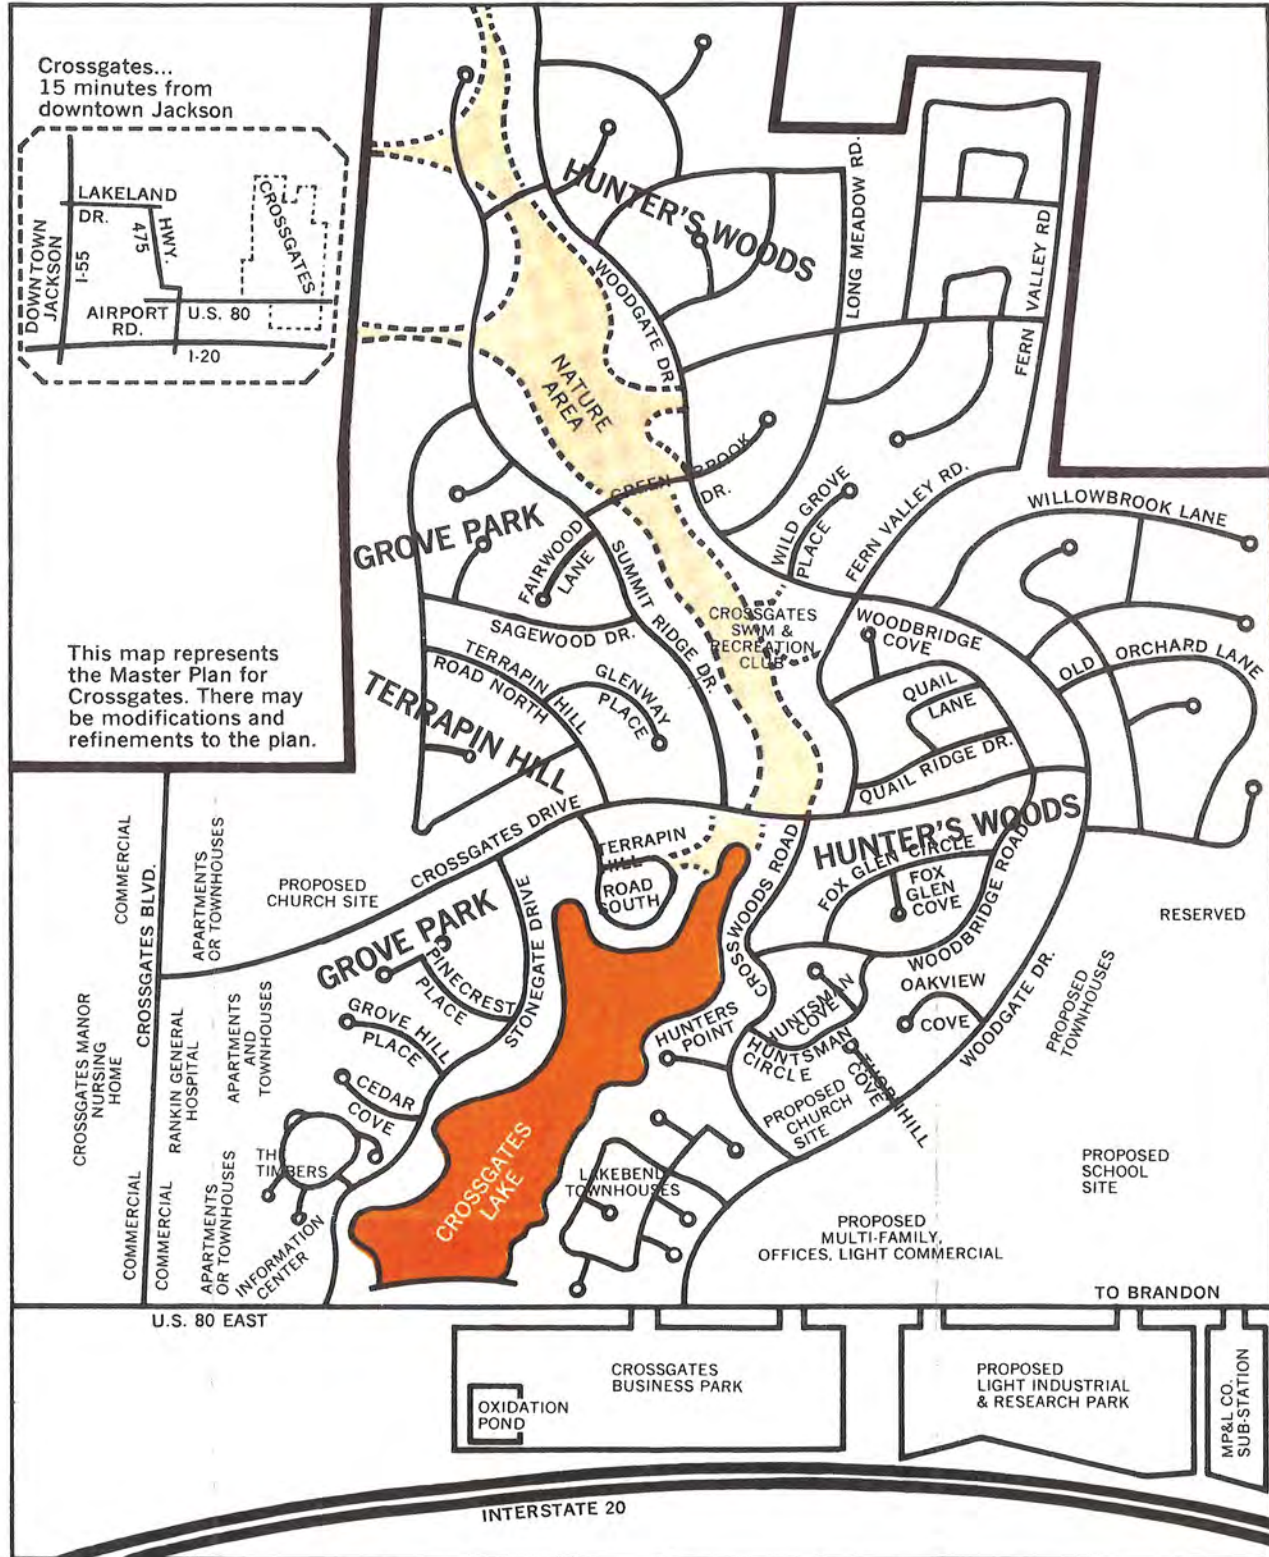 Crossgates...
15 minutes from
downtown Jackson
LAKELAND
DR.
HWY.
475
CROSSGATES
DOWNTOWN
JACKSON
I-55
AIRPORT
RD.
U.S. 80
I-20
This map represents
the Master Plan for
Crossgates. There may
be modifications and
refinements to the plan.
HUNTER'S WOODS
WOODGATE DR.
LONG MEADOW RD.
FERN VALLEY RD
NATURE
AREA
GREEN BROOK
DR.
WILD GROVE
PLACE
FERN VALLEY RD.
WILLOWBROOK LANE
GROVE PARK
FAIRWOOD
LANE
SUMMIT RIDGE DR.
SAGEWOOD DR.
CROSSGATES
SWIM &
RECREATION
CLUB
WOODBRIDGE
COVE
OLD ORCHARD LANE
TERRAPIN HILL
ROAD NORTH
GLENWAY
PLACE
QUAIL
LANE
QUAIL RIDGE DR.
TERRAPIN HILL
CROSSGATES DRIVE
HUNTER'S WOODS
TERRAPIN
HILL
ROAD
SOUTH
CROSSWOODS ROAD
FOX GLEN CIRCLE
FOX
GLEN
COVE
WOODBRIDGE ROAD
RESERVED
COMMERCIAL
CROSSGATES BLVD.
APARTMENTS
OR TOWNHOUSES
PROPOSED
CHURCH SITE
GROVE PARK
STONEGATE DRIVE
PINECREST
PLACE
GROVE HILL
PLACE
CEDAR
COVE
CROSSGATES MANOR
NURSING
HOME
RANKIN GENERAL
HOSPITAL
APARTMENTS
AND
TOWNHOUSES
HUNTERS
POINT
HUNTSMAN
COVE
HUNTSMAN
CIRCLE
OAKVIEW
COVE
WOODGATE DR.
PROPOSED
TOWNHOUSES
THORNHILL
COVE
PROPOSED
CHURCH
SITE
THE
TIMBERS
COMMERCIAL
COMMERCIAL
APARTMENTS
OR TOWNHOUSES
INFORMATION
CENTER
CROSSGATES
LAKE
LAKEBEND
TOWNHOUSES
PROPOSED
SCHOOL
SITE
PROPOSED
MULTI-FAMILY,
OFFICES, LIGHT COMMERCIAL
TO BRANDON
U.S. 80 EAST
CROSSGATES
BUSINESS PARK
OXIDATION
POND
PROPOSED
LIGHT INDUSTRIAL
& RESEARCH PARK
MP&L CO.
SUB-STATION
INTERSTATE 20